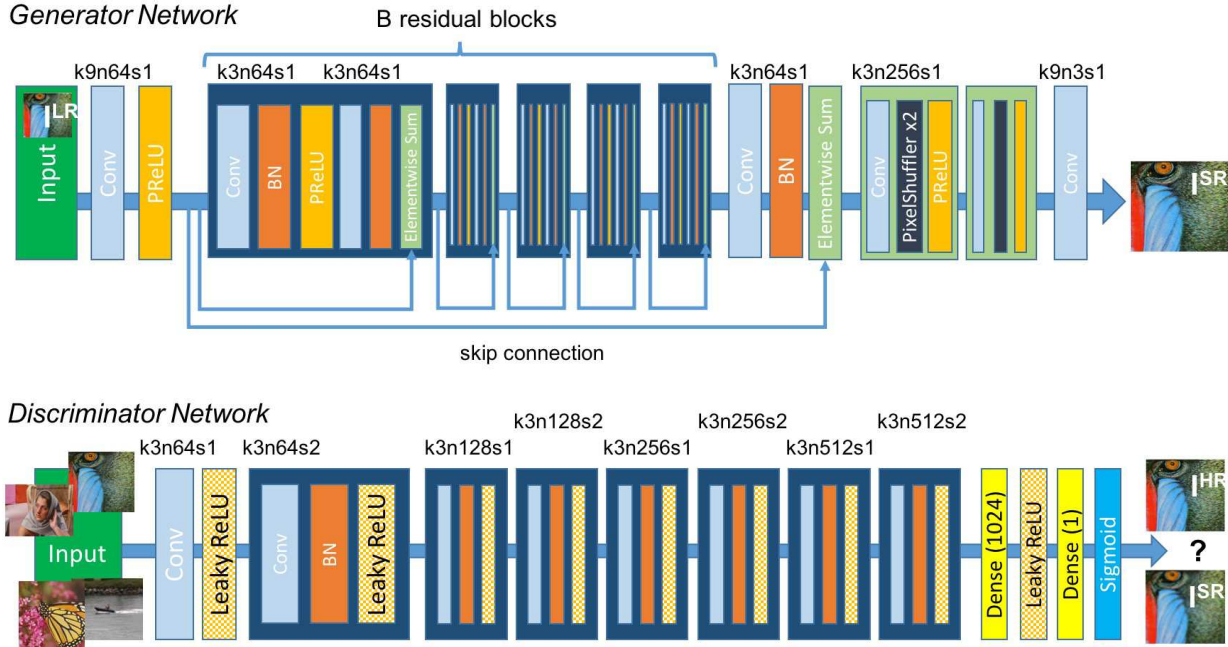 Generator Network
B residual blocks
k9n64s1
k3n64s1
k3n64s1
k3n64s1
k3n256s1
k9n3s1
I^LR
Input
Conv
PReLU
Conv
BN
PReLU
Elementwise Sum
Conv
BN
Elementwise Sum
Conv
PixelShuffler x2
PReLU
Conv
I^SR
skip connection
Discriminator Network
k3n128s2
k3n256s2
k3n512s2
k3n64s1
k3n64s2
k3n128s1
k3n256s1
k3n512s1
Input
Conv
Leaky ReLU
Conv
BN
Leaky ReLU
Dense (1024)
Leaky ReLU
Dense (1)
Sigmoid
I^HR
?
I^SR